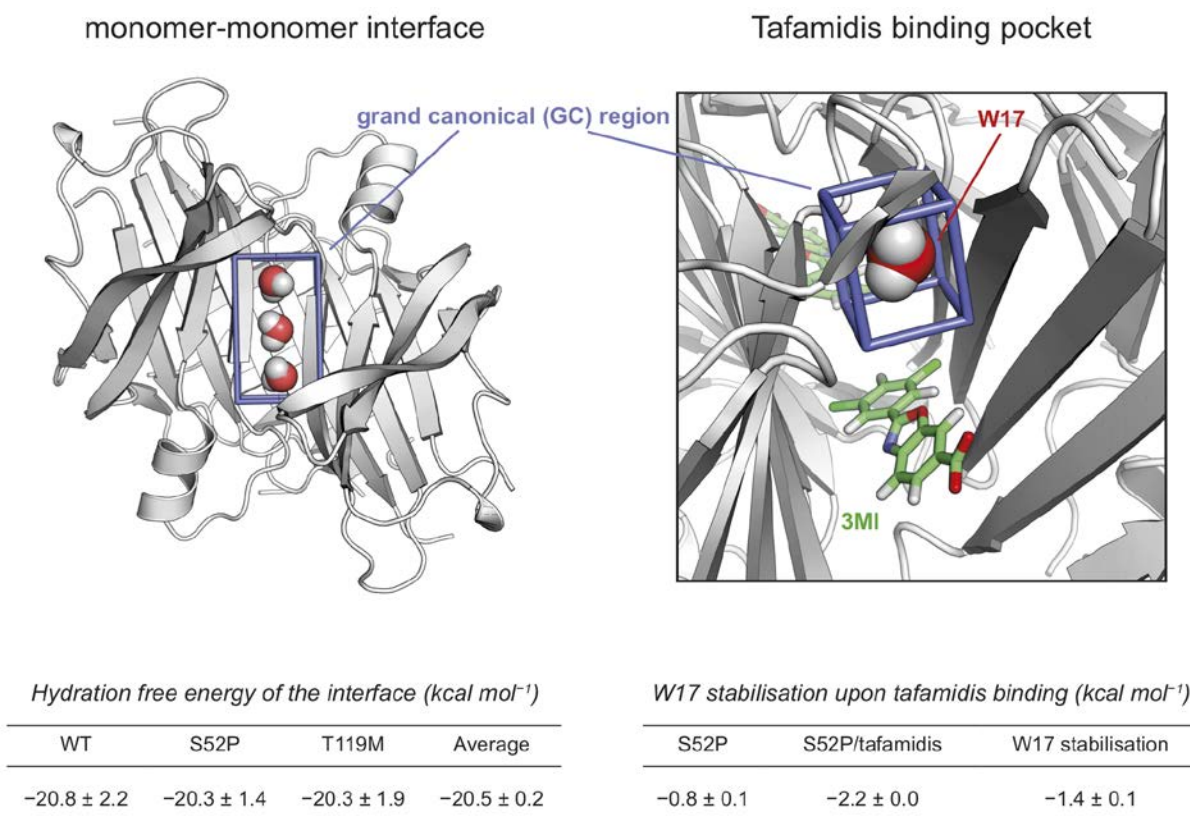 monomer-monomer interface
Tafamidis binding pocket
grand canonical (GC) region
W17
3MI
Hydration free energy of the interface (kcal mol⁻¹)
WT S52P T119M Average
−20.8 ± 2.2 −20.3 ± 1.4 −20.3 ± 1.9 −20.5 ± 0.2
W17 stabilisation upon tafamidis binding (kcal mol⁻¹)
S52P S52P/tafamidis W17 stabilisation
−0.8 ± 0.1 −2.2 ± 0.0 −1.4 ± 0.1